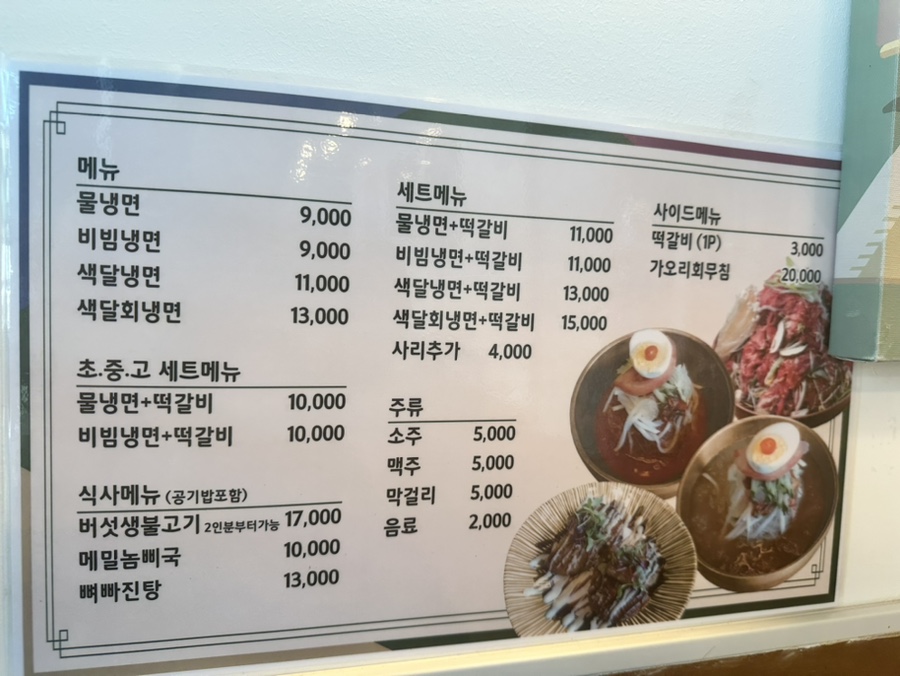 메뉴
물냉면 9,000
비빔냉면 9,000
색달냉면 11,000
색달회냉면 13,000
초.중.고 세트메뉴
물냉면+떡갈비 10,000
비빔냉면+떡갈비 10,000
식사메뉴 (공기밥포함)
버섯생불고기 2인분부터가능 17,000
메밀놈삐국 10,000
뼈빠진탕 13,000
세트메뉴
물냉면+떡갈비 11,000
비빔냉면+떡갈비 11,000
색달냉면+떡갈비 13,000
색달회냉면+떡갈비 15,000
사리추가 4,000
주류
소주 5,000
맥주 5,000
막걸리 5,000
음료 2,000
사이드메뉴
떡갈비 (1P) 3,000
가오리회무침 20,000